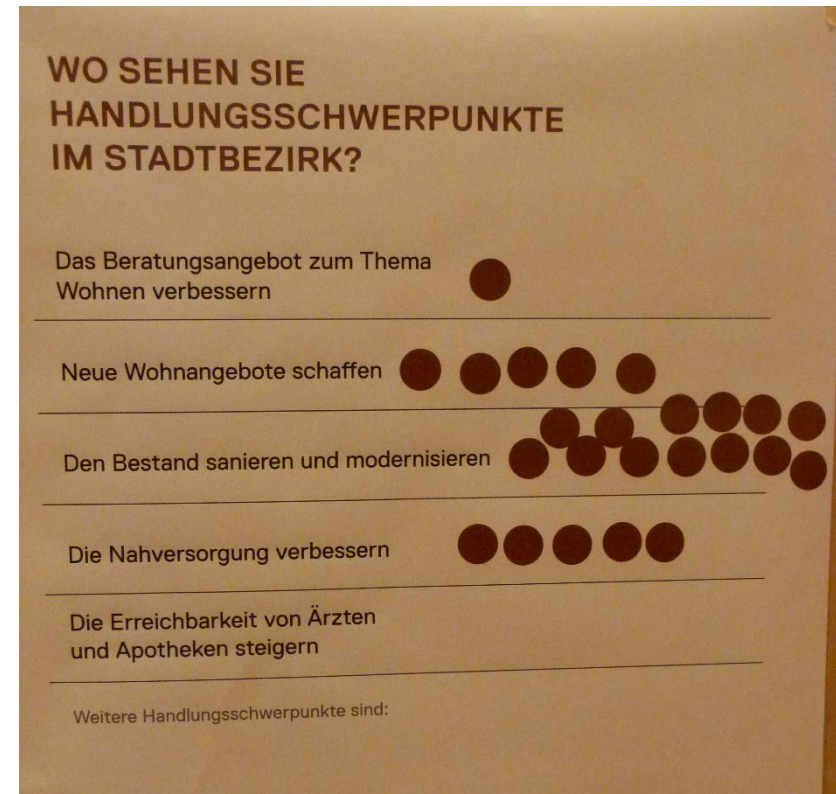 WO SEHEN SIE
HANDLUNGSSCHWERPUNKTE
IM STADTBEZIRK?
Das Beratungsangebot zum Thema
Wohnen verbessern
Neue Wohnangebote schaffen
Den Bestand sanieren und modernisieren
Die Nahversorgung verbessern
Die Erreichbarkeit von Ärzten
und Apotheken steigern
Weitere Handlungsschwerpunkte sind: